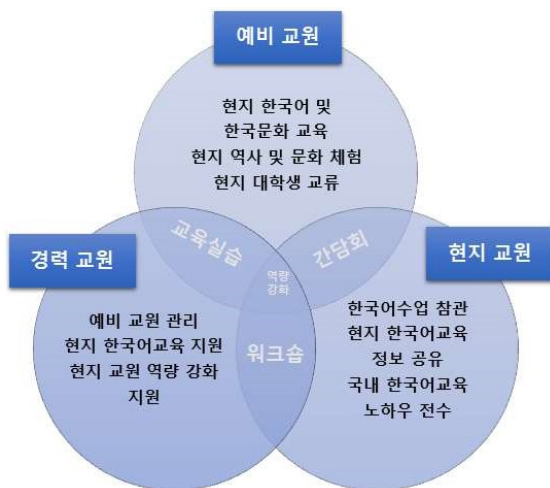 예비 교원
현지 한국어 및
한국문화 교육
현지 역사 및 문화 체험
현지 대학생 교류
교육실습
간담회
역량
강화
워크숍
경력 교원
예비 교원 관리
현지 한국어교육 지원
현지 교원 역량 강화
지원
현지 교원
한국어수업 참관
현지 한국어교육
정보 공유
국내 한국어교육
노하우 전수